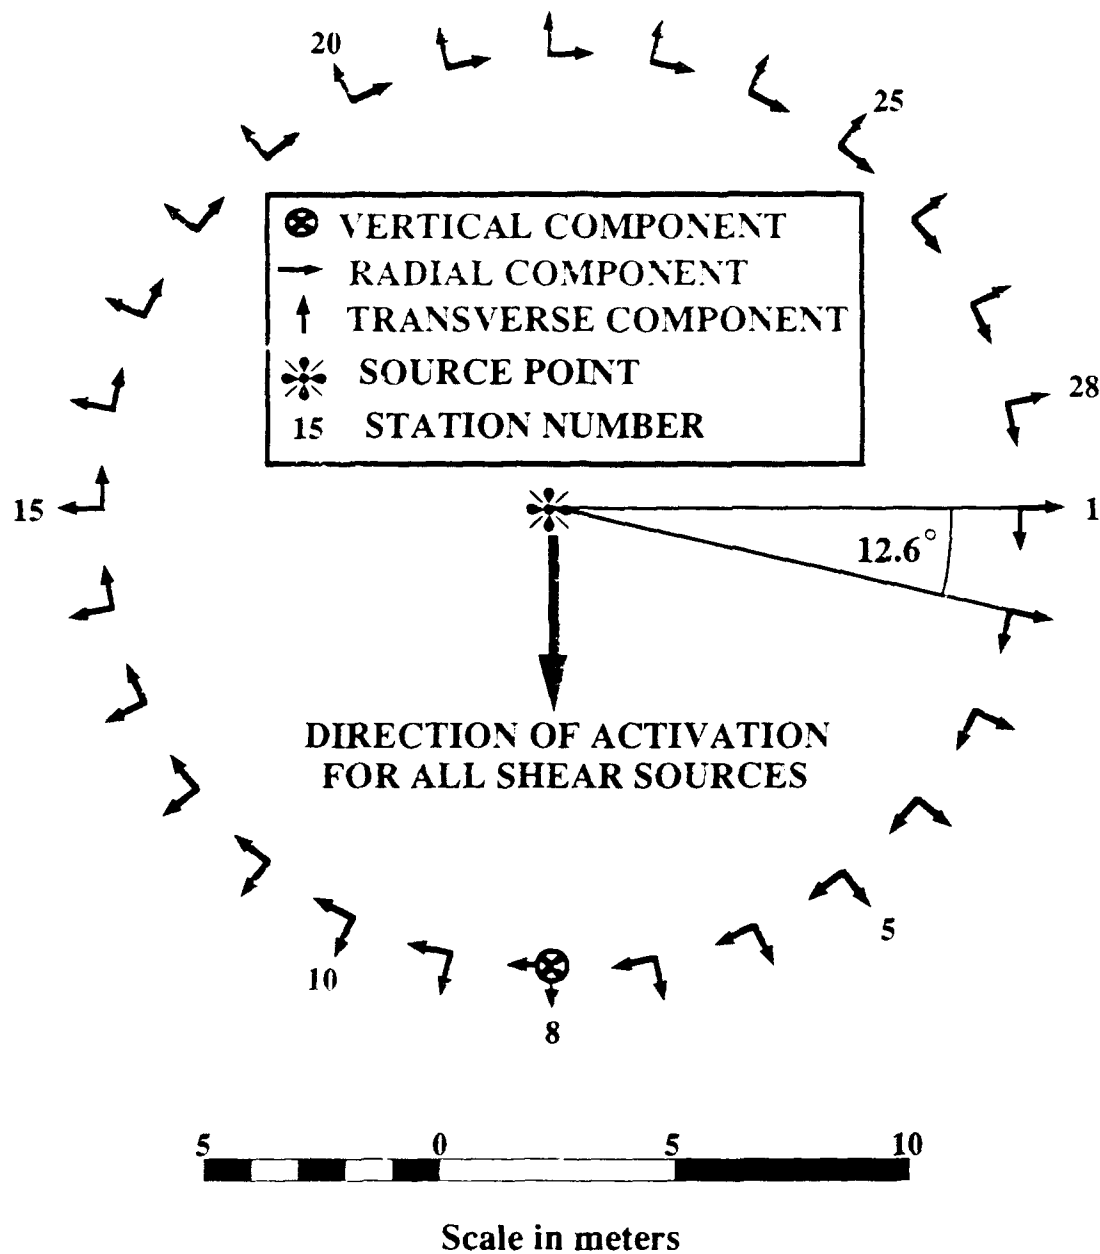 20
25
VERTICAL COMPONENT
RADIAL COMPONENT
TRANSVERSE COMPONENT
SOURCE POINT
15 STATION NUMBER
28
15
1
12.6°
DIRECTION OF ACTIVATION
FOR ALL SHEAR SOURCES
5
10
8
5 0 5 10
Scale in meters